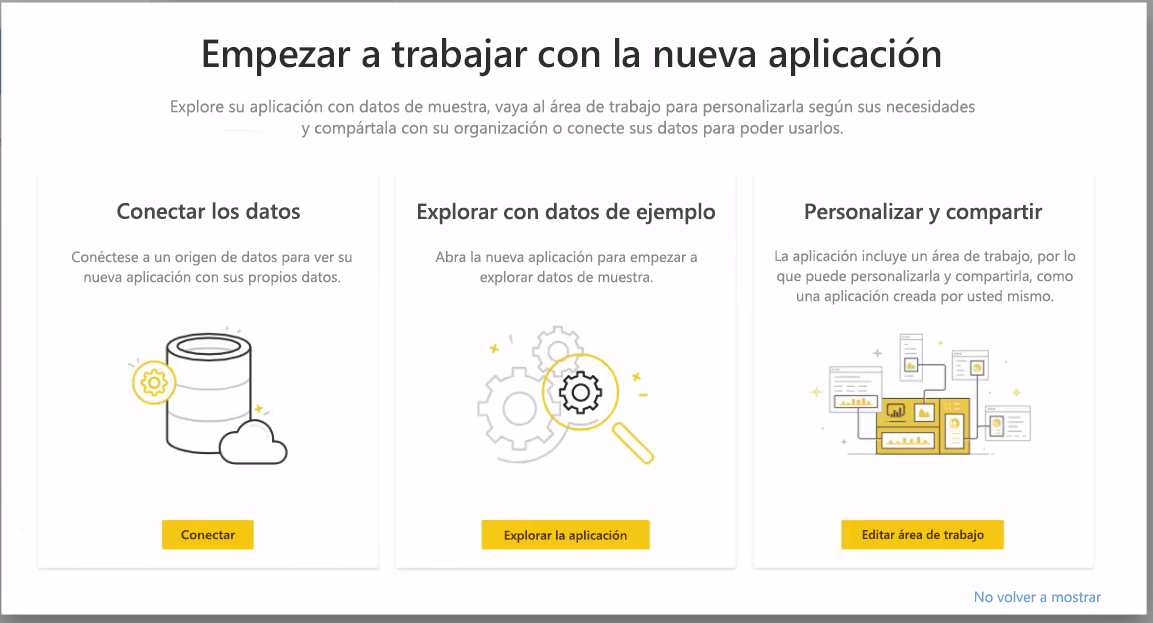 Empezar a trabajar con la nueva aplicación
Explore su aplicación con datos de muestra, vaya al área de trabajo para personalizarla según sus necesidades
y compártala con su organización o conecte sus datos para poder usarlos.
Conectar los datos
Conéctese a un origen de datos para ver su
nueva aplicación con sus propios datos.
Conectar
Explorar con datos de ejemplo
Abra la nueva aplicación para empezar a
explorar datos de muestra.
Explorar la aplicación
Personalizar y compartir
La aplicación incluye un área de trabajo, por lo
que puede personalizarla y compartirla, como
una aplicación creada por usted mismo.
Editar área de trabajo
No volver a mostrar